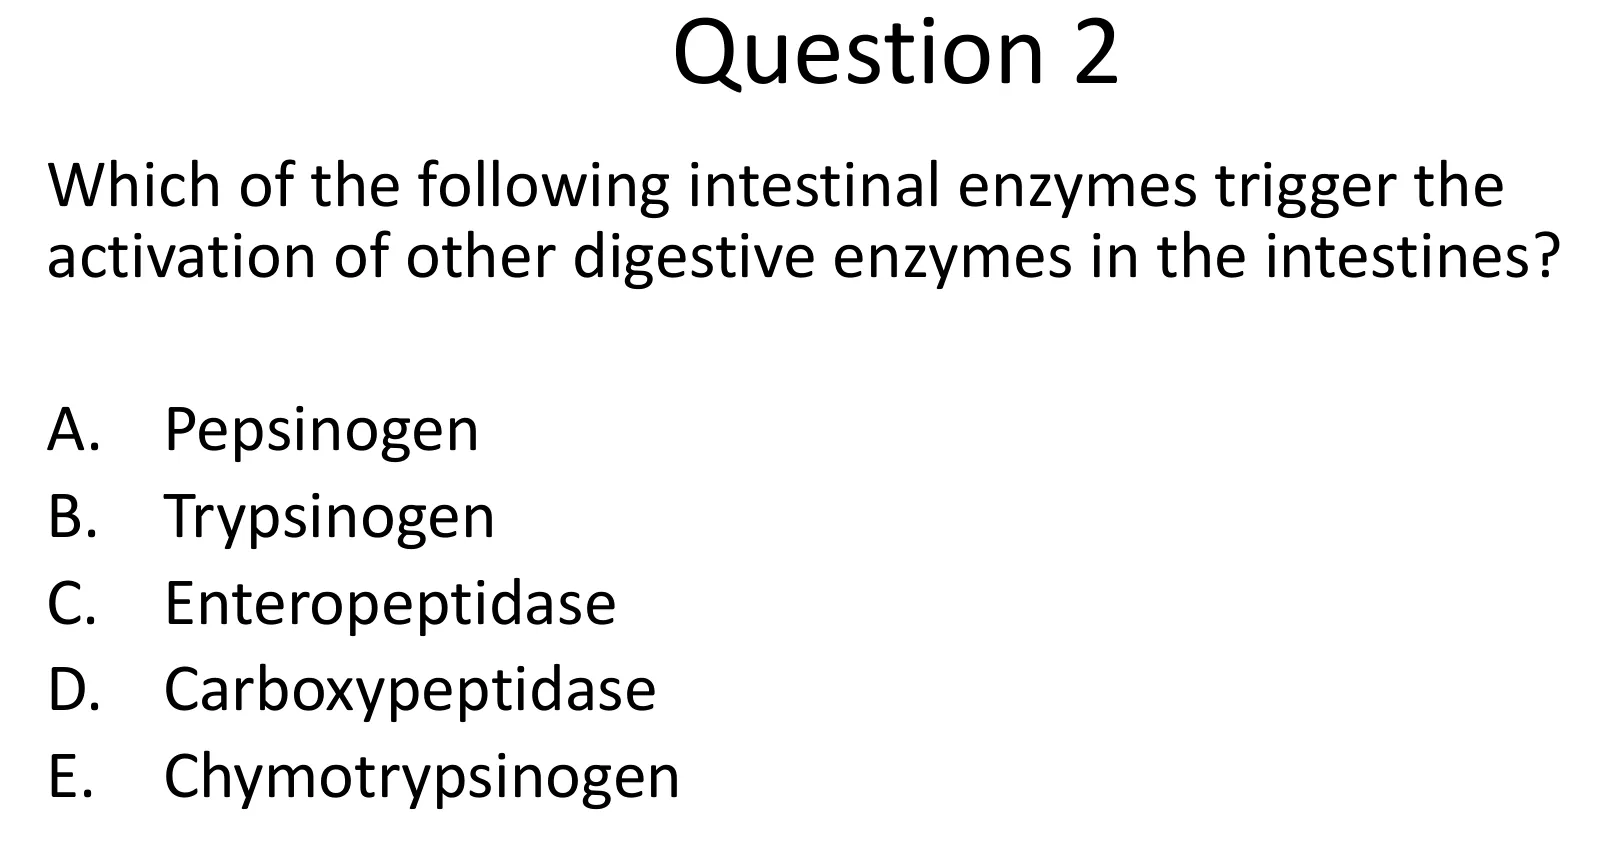 Question 2
Which of the following intestinal enzymes trigger the
activation of other digestive enzymes in the intestines?
A. Pepsinogen
B. Trypsinogen
C. Enteropeptidase
D. Carboxypeptidase
E. Chymotrypsinogen